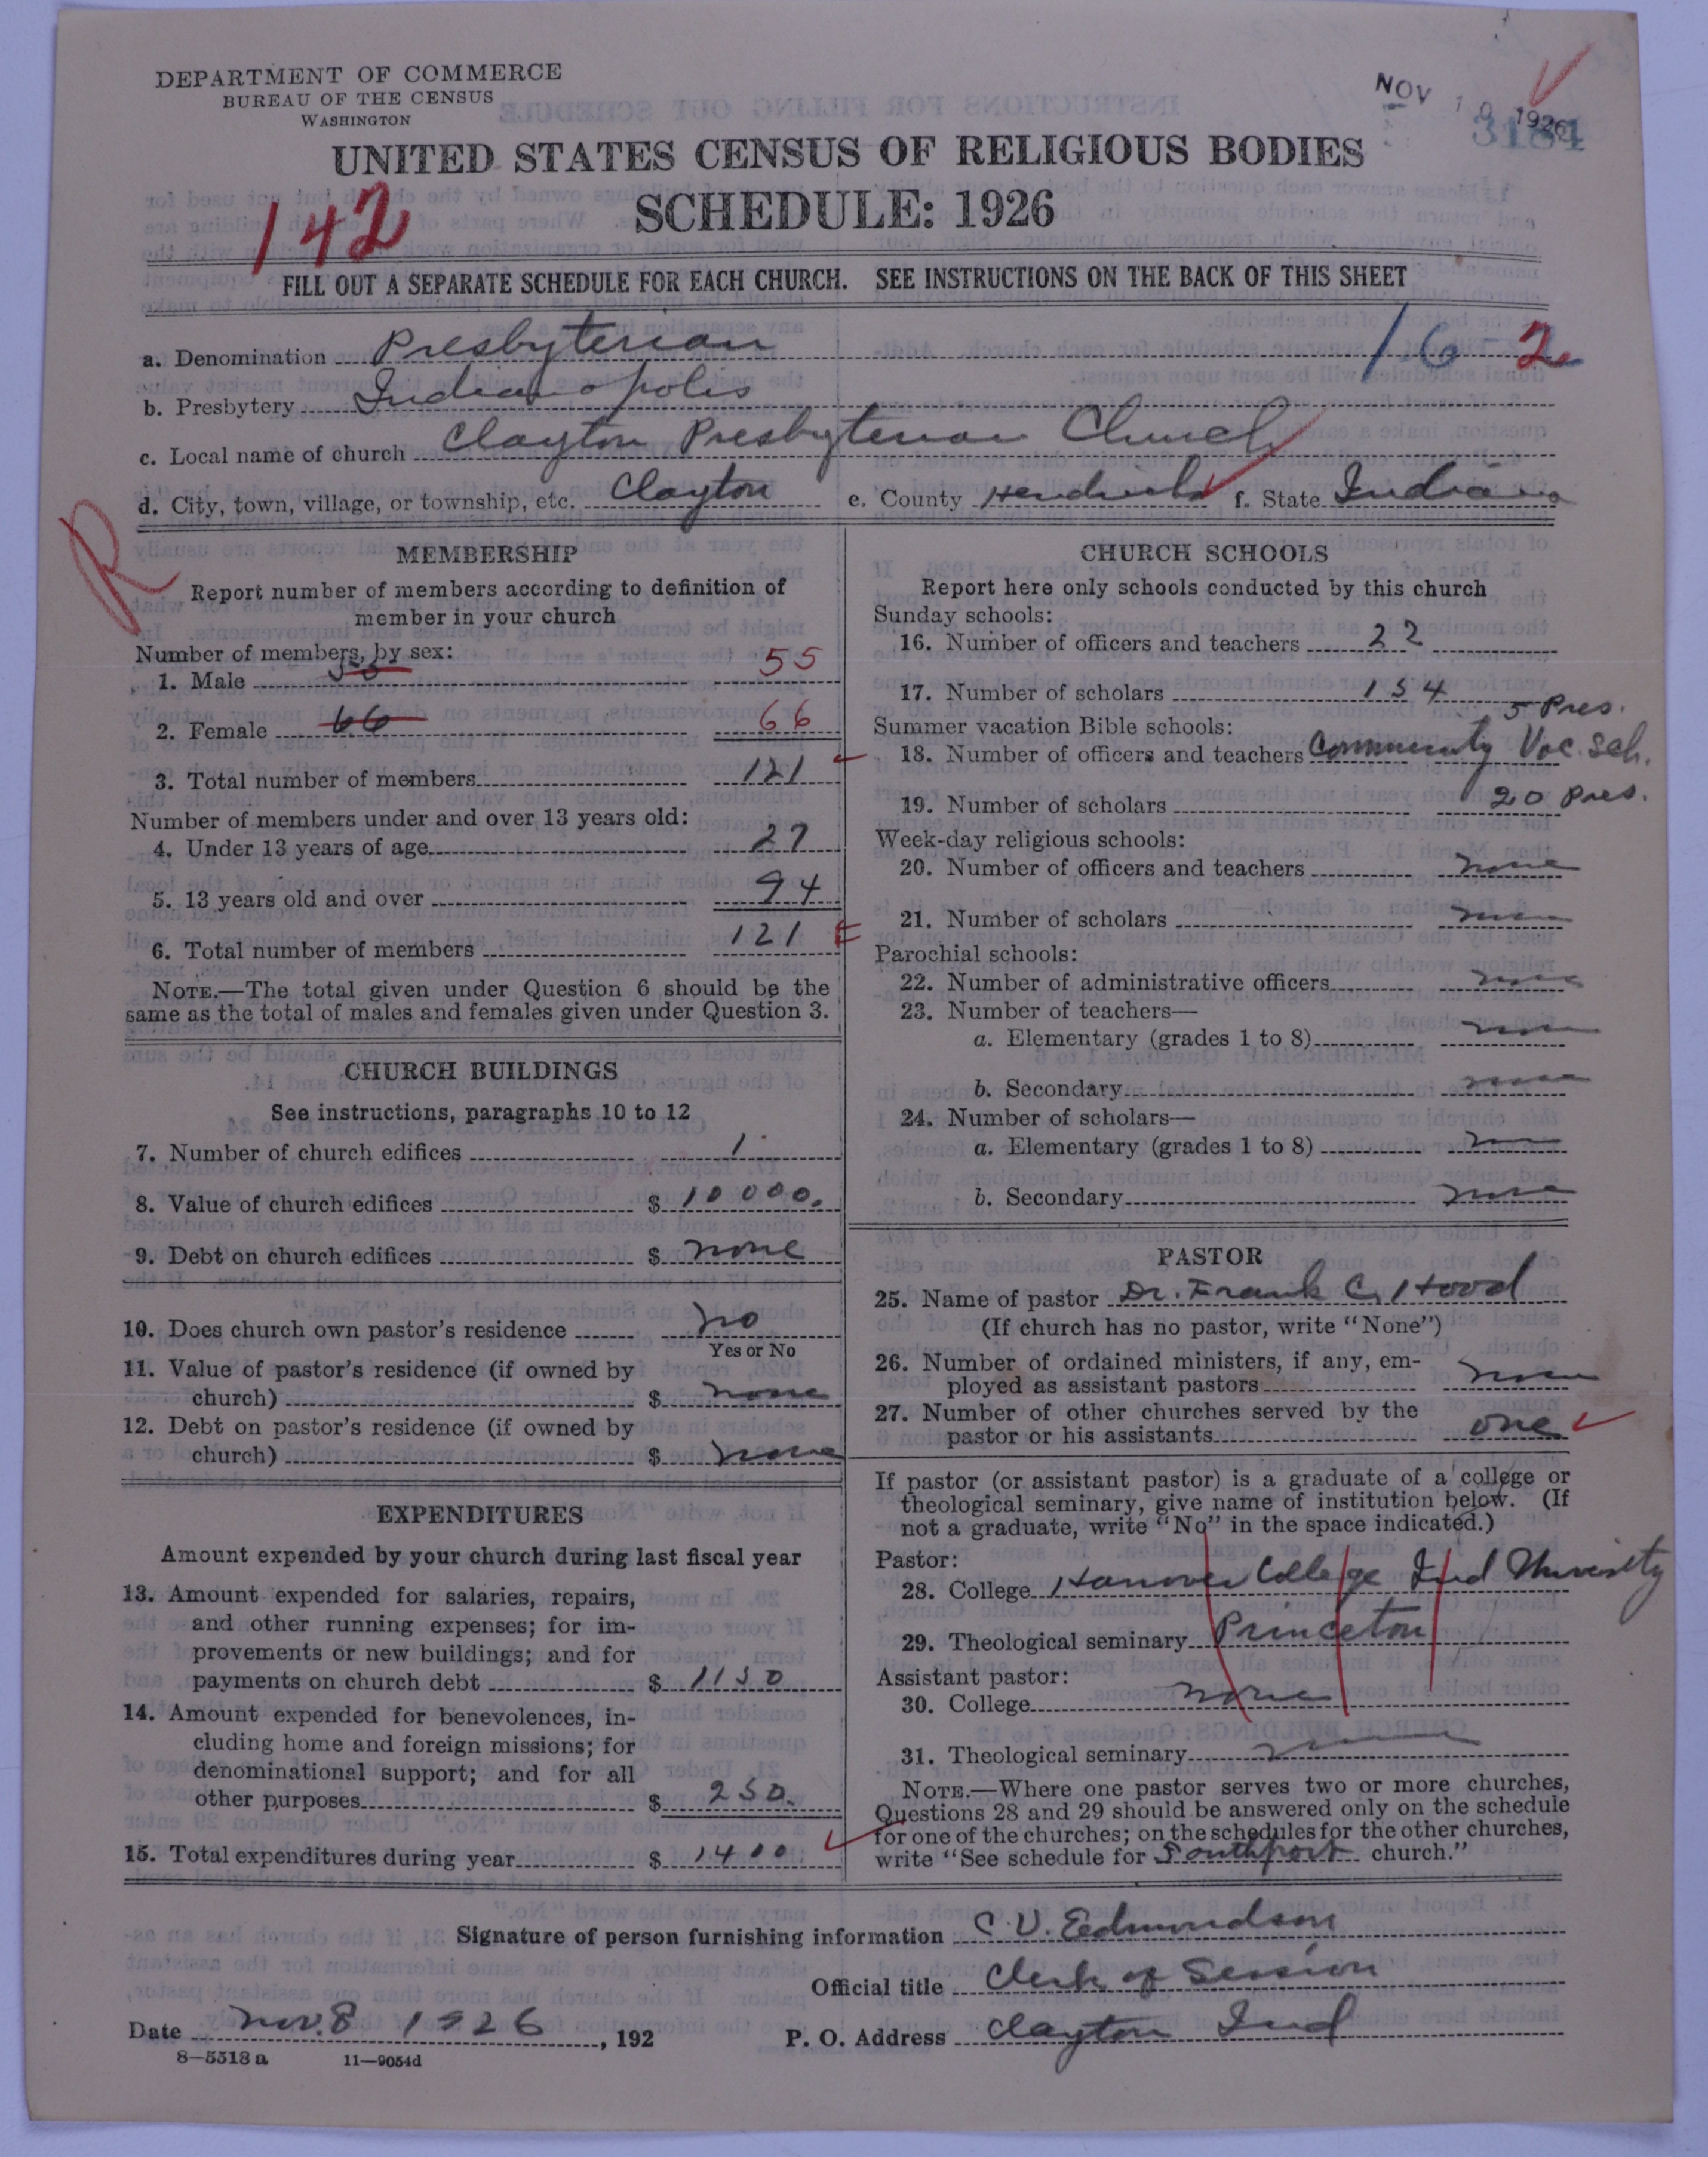 DEPARTMENT OF COMMERCE
BUREAU OF THE CENSUS
WASHINGTON
NOV 10 1926
3184
UNITED STATES CENSUS OF RELIGIOUS BODIES
SCHEDULE: 1926
142
FILL OUT A SEPARATE SCHEDULE FOR EACH CHURCH. SEE INSTRUCTIONS ON THE BACK OF THIS SHEET
a. Denomination Presbyterian 16-2
b. Presbytery Indianapolis
c. Local name of church Clayton Presbyterian Church
d. City, town, village, or township, etc. Clayton e. County Hendricks f. State Indiana
R
MEMBERSHIP
Report number of members according to definition of
member in your church
Number of members, by sex:
1. Male 55 55
2. Female 66 66
3. Total number of members 121
Number of members under and over 13 years old:
4. Under 13 years of age 27
5. 13 years old and over 94
6. Total number of members 121
NOTE.—The total given under Question 6 should be the
same as the total of males and females given under Question 3.
CHURCH BUILDINGS
See instructions, paragraphs 10 to 12
7. Number of church edifices 1
8. Value of church edifices $ 10000.
9. Debt on church edifices $ none
10. Does church own pastor's residence no
Yes or No
11. Value of pastor's residence (if owned by
church) $ none
12. Debt on pastor's residence (if owned by
church) $ none
EXPENDITURES
Amount expended by your church during last fiscal year
13. Amount expended for salaries, repairs,
and other running expenses; for im-
provements or new buildings; and for
payments on church debt $ 1150
14. Amount expended for benevolences, in-
cluding home and foreign missions; for
denominational support; and for all
other purposes $ 250.
15. Total expenditures during year $ 1400
CHURCH SCHOOLS
Report here only schools conducted by this church
Sunday schools:
16. Number of officers and teachers 22
17. Number of scholars 154
5 Pres.
Summer vacation Bible schools:
18. Number of officers and teachers Community Vac. Sch.
19. Number of scholars 20 Pres.
Week-day religious schools:
20. Number of officers and teachers none
21. Number of scholars none
Parochial schools:
22. Number of administrative officers none
23. Number of teachers—
a. Elementary (grades 1 to 8) none
b. Secondary none
24. Number of scholars—
a. Elementary (grades 1 to 8) none
b. Secondary none
PASTOR
25. Name of pastor Dr. Frank C. Hood
(If church has no pastor, write "None")
26. Number of ordained ministers, if any, em-
ployed as assistant pastors none
27. Number of other churches served by the
pastor or his assistants one
If pastor (or assistant pastor) is a graduate of a college or
theological seminary, give name of institution below. (If
not a graduate, write "No" in the space indicated.)
Pastor:
28. College Hanover College Ind University
29. Theological seminary Princeton
Assistant pastor:
30. College none
31. Theological seminary none
NOTE.—Where one pastor serves two or more churches,
Questions 28 and 29 should be answered only on the schedule
for one of the churches; on the schedules for the other churches,
write "See schedule for Southport church."
Signature of person furnishing information C. V. Eedmundson
Official title Clerk of Session
Date Nov. 8 1926, 192 P. O. Address Clayton Ind
8—5518 a 11—9054d